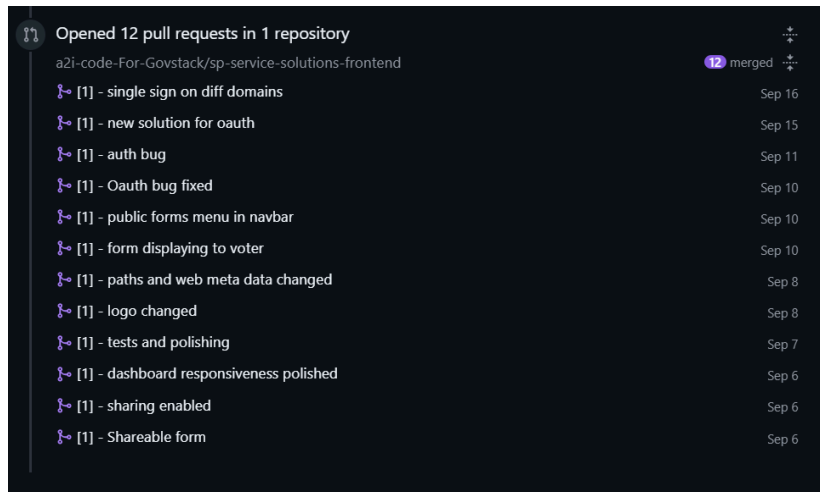 Opened 12 pull requests in 1 repository
a2i-code-For-Govstack/sp-service-solutions-frontend 12 merged
[1] - single sign on diff domains Sep 16
[1] - new solution for oauth Sep 15
[1] - auth bug Sep 11
[1] - Oauth bug fixed Sep 10
[1] - public forms menu in navbar Sep 10
[1] - form displaying to voter Sep 10
[1] - paths and web meta data changed Sep 8
[1] - logo changed Sep 8
[1] - tests and polishing Sep 7
[1] - dashboard responsiveness polished Sep 6
[1] - sharing enabled Sep 6
[1] - Shareable form Sep 6